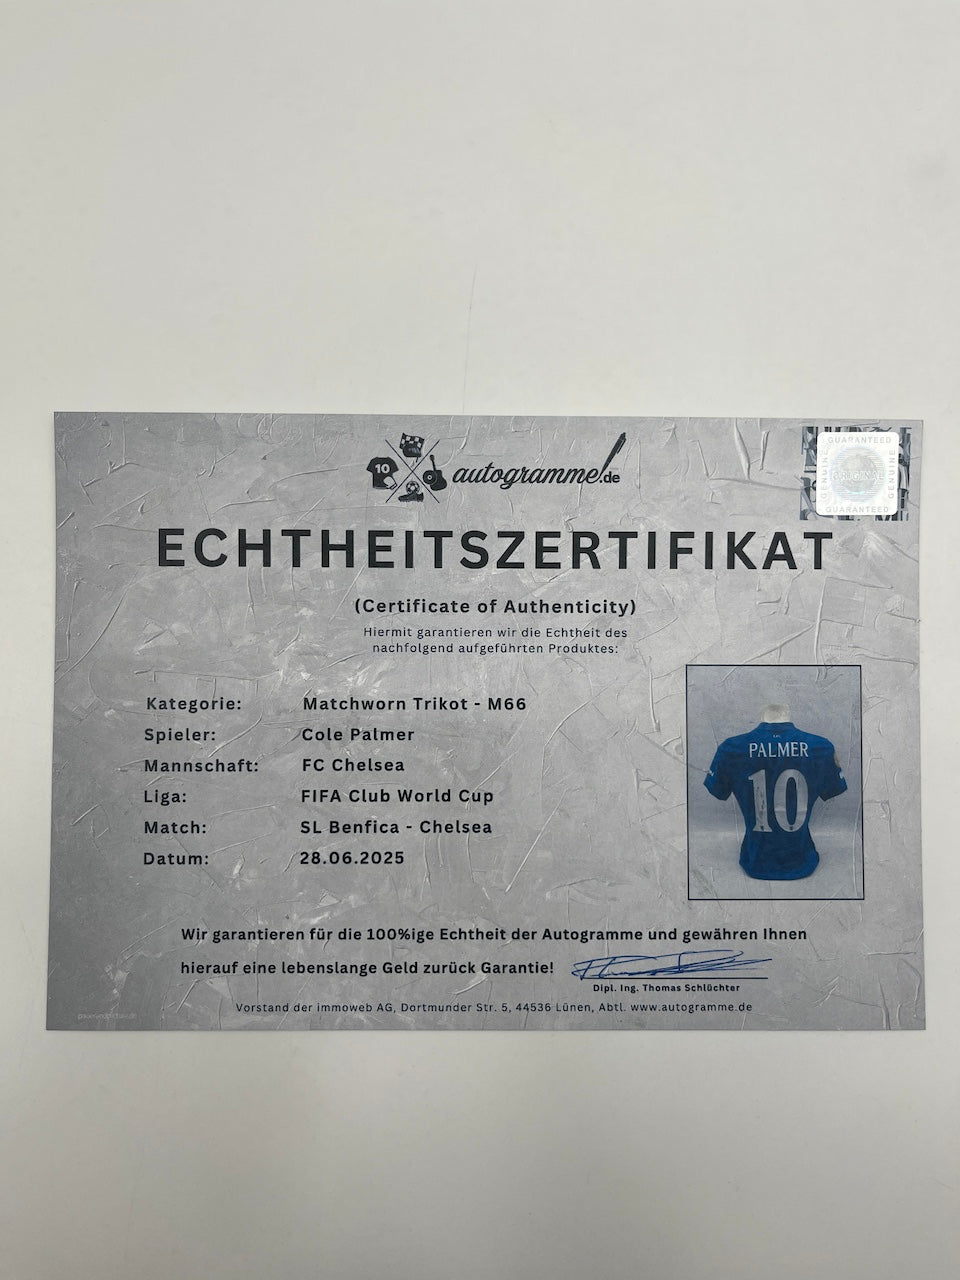 10
autogramme.de
GUARANTEED
GENUINE
ORIGINAL
GENUINE
GUARANTEED
ECHTHEITSZERTIFIKAT
(Certificate of Authenticity)
Hiermit garantieren wir die Echtheit des
nachfolgend aufgeführten Produktes:
Kategorie: Matchworn Trikot - M66
Spieler: Cole Palmer
Mannschaft: FC Chelsea
Liga: FIFA Club World Cup
Match: SL Benfica - Chelsea
Datum: 28.06.2025
PALMER
10
Wir garantieren für die 100%ige Echtheit der Autogramme und gewähren Ihnen
hierauf eine lebenslange Geld zurück Garantie!
Dipl. Ing. Thomas Schlüchter
Vorstand der immoweb AG, Dortmunder Str. 5, 44536 Lünen, Abtl. www.autogramme.de